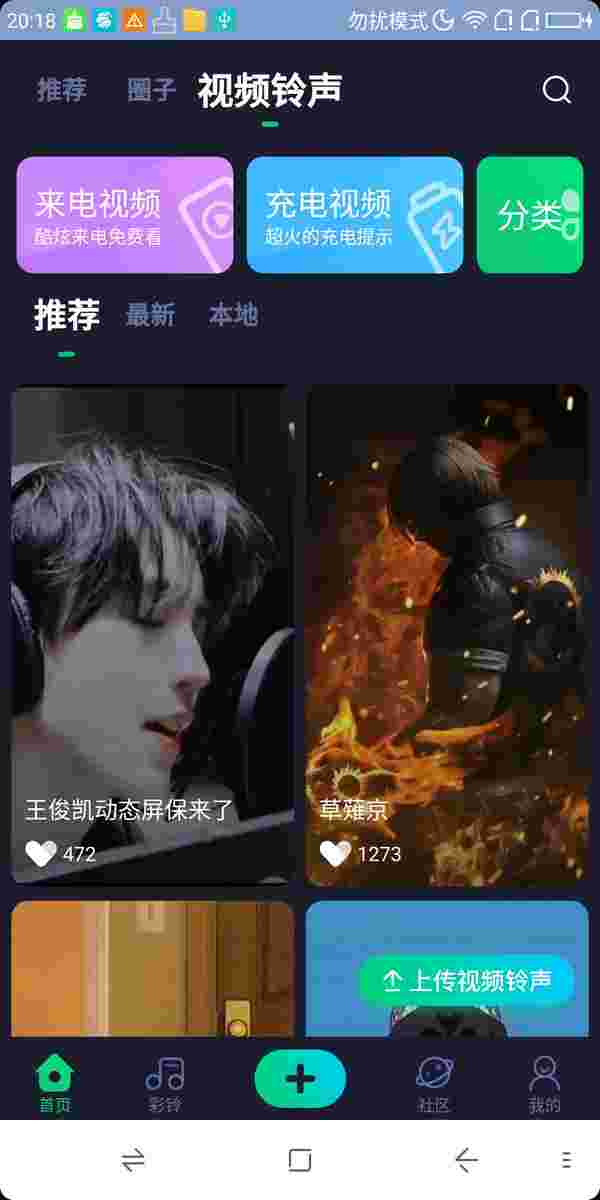 20:18 勿扰模式
推荐 圈子 视频铃声
来电视频 充电视频 分类
酷炫来电免费看 超火的充电提示
推荐 最新 本地
王俊凯动态屏保来了 草薙京
472 1273
上传视频铃声
首页 彩铃 社区 我的